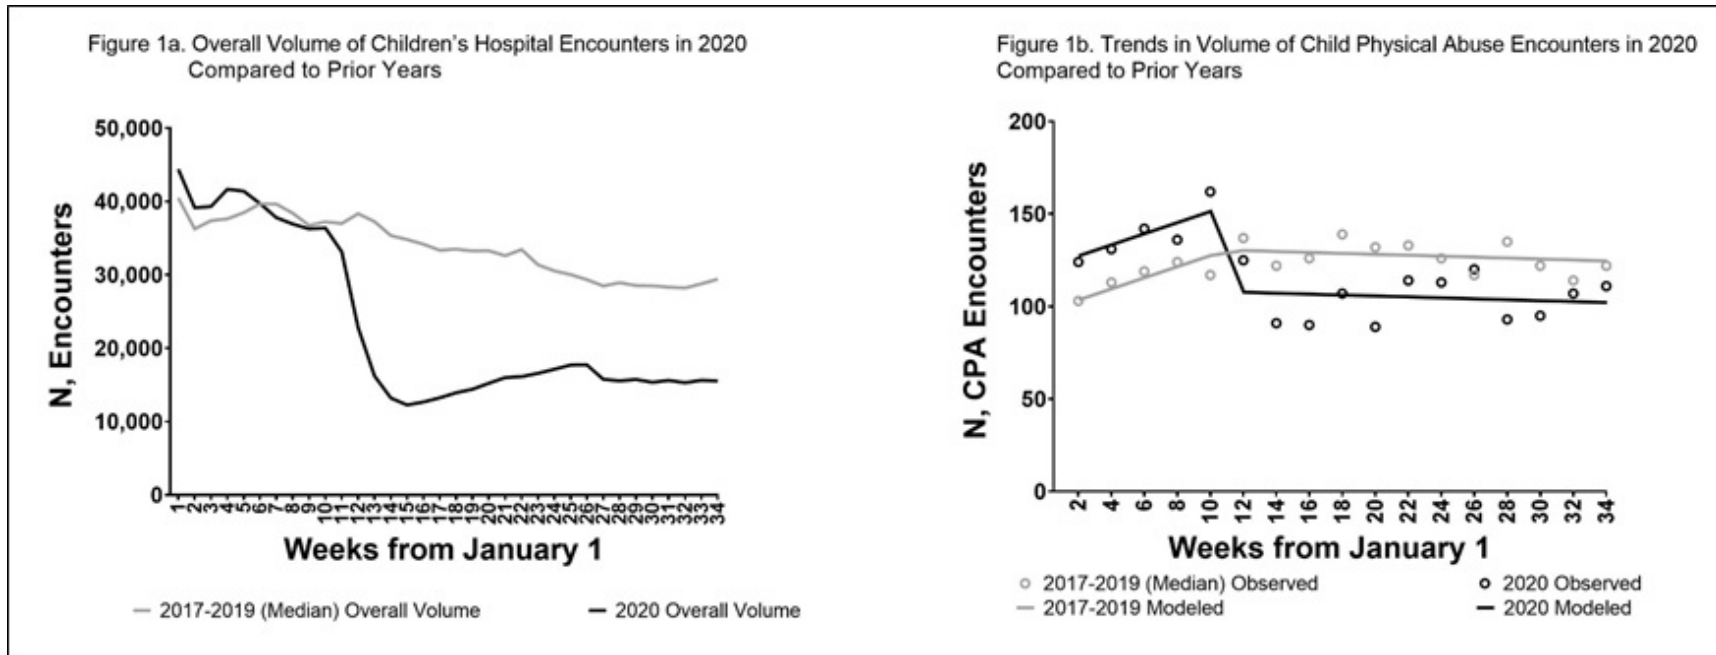 Figure 1a. Overall Volume of Children's Hospital Encounters in 2020
Compared to Prior Years
50,000
40,000
30,000
20,000
10,000
0
N, Encounters
1 2 3 4 5 6 7 8 9 10 11 12 13 14 15 16 17 18 19 20 21 22 23 24 25 26 27 28 29 30 31 32 33 34
Weeks from January 1
2017-2019 (Median) Overall Volume
2020 Overall Volume
Figure 1b. Trends in Volume of Child Physical Abuse Encounters in 2020
Compared to Prior Years
200
150
100
50
0
N, CPA Encounters
2 4 6 8 10 12 14 16 18 20 22 24 26 28 30 32 34
Weeks from January 1
2017-2019 (Median) Observed
2020 Observed
2017-2019 Modeled
2020 Modeled